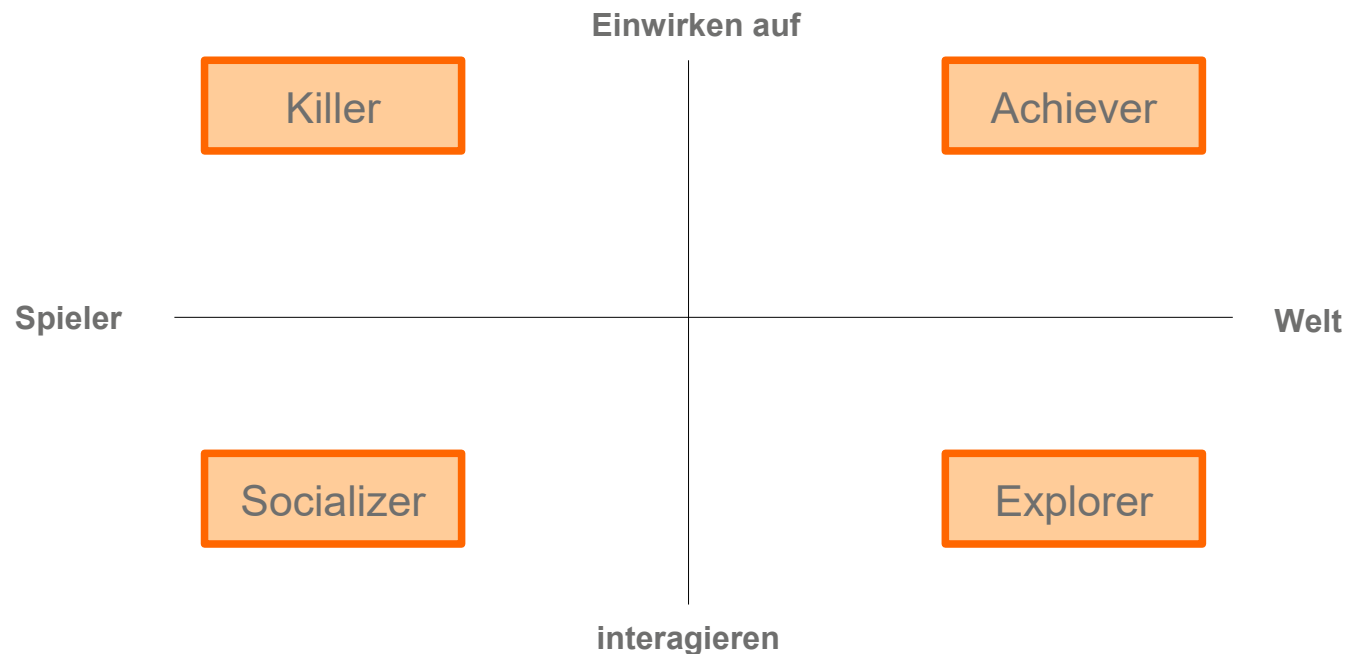 Einwirken auf
Killer
Achiever
Spieler
Welt
Socializer
Explorer
interagieren